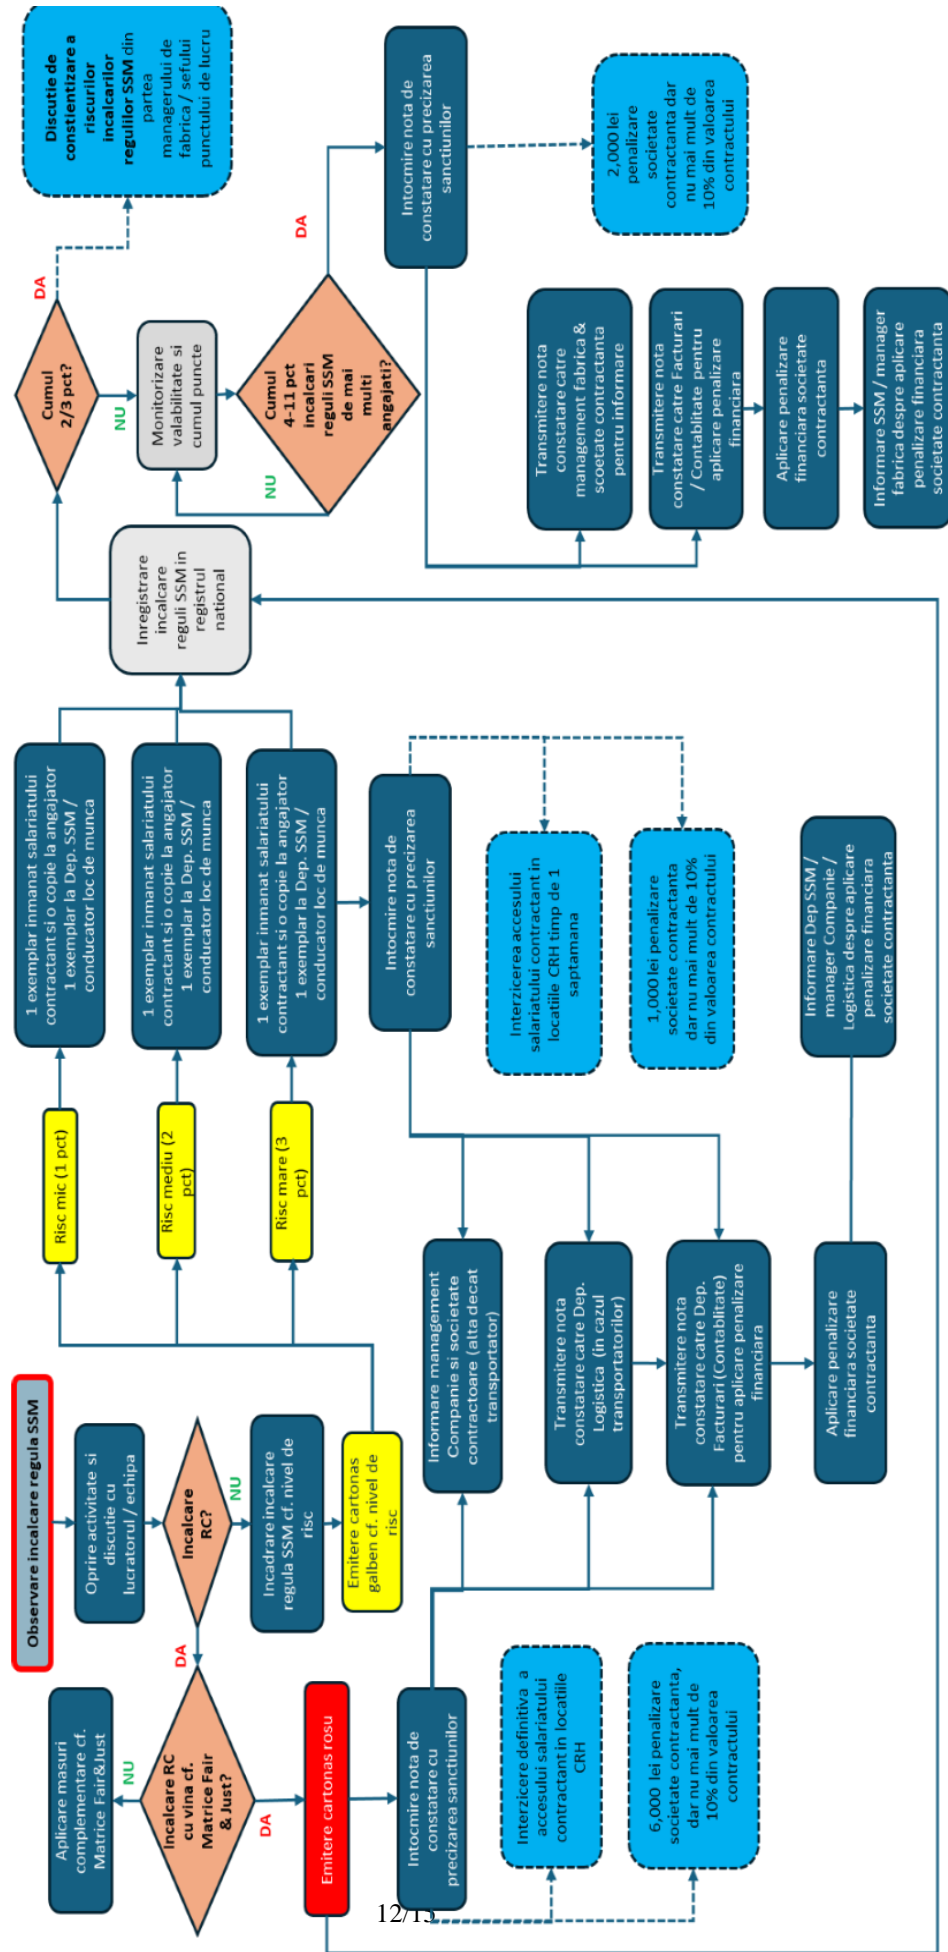 Observare incalcare regula SSM
Oprire activitate si
discutie cu
lucratorul / echipa
Incalcare
RC?
DA
NU
Incalcare RC
cu vina cf.
Matrice Fair
& Just?
NU
DA
Aplicare masuri
complementare cf.
Matrice Fair&Just
Incadrare incalcare
regula SSM cf. nivel de
risc
Emitere cartonas
galben cf. nivel de
risc
Emitere cartonas rosu
Intocmire nota de
constatare cu
precizarea sanctiunilor
Interzicere definitiva a
accesului salariatului
contractant in locatiile
CRH
6,000 lei penalizare
societate contractanta,
dar nu mai mult de
10% din valoarea
contractului
Risc mic (1 pct)
Risc mediu (2
pct)
Risc mare (3
pct)
1 exemplar inmanat salariatului
contractant si o copie la angajator
1 exemplar la Dep. SSM /
conducator loc de munca
1 exemplar inmanat salariatului
contractant si o copie la angajator
1 exemplar la Dep. SSM /
conducator loc de munca
1 exemplar inmanat salariatului
contractant si o copie la angajator
1 exemplar la Dep. SSM /
conducator loc de munca
Intocmire nota de
constatare cu precizarea
sanctiunilor
Interzicerea accesului
salariatului contractant in
locatiile CRH timp de 1
saptamana
1,000 lei penalizare
societate contractanta
dar nu mai mult de 10%
din valoarea contractului
Informare management
Companie si societate
contractoare (alta decat
transportator)
Transmitere nota
constatare catre Dep.
Logistica (in cazul
transportatorilor)
Transmitere nota
constatare catre Dep.
Facturari (Contablitate)
pentru aplicare penalizare
financiara
Aplicare penalizare
financiara societate
contractanta
Informare Dep SSM /
manager Companie /
Logistica despre aplicare
penalizare financiara
societate contractanta
Inregistrare
incalcare
reguli SSM in
registrul
national
Cumul
2/3 pct?
DA
NU
Discutie de
constientizare a
riscurilor
incalcarilor
regulilor SSM din
partea
managerului de
fabrica / sefului
punctului de lucru
Monitorizare
valabilitate si
cumul puncte
Cumul
4-11 pct
incalcari
reguli SSM
de mai
multi
angajati?
NU
DA
Intocmire nota de
constatare cu precizarea
sanctiunilor
2,000 lei
penalizare
societate
contractanta dar
nu mai mult de
10% din valoarea
contractului
Transmitere nota
constatare catre
management fabrica &
scoetate contractanta
pentru informare
Transmitere nota
constatare catre Facturari
/ Contablitate pentru
aplicare penalizare
financiara
Aplicare penalizare
financiara societate
contractanta
Informare SSM / manager
fabrica despre aplicare
penalizare financiara
societate contractanta
12/15